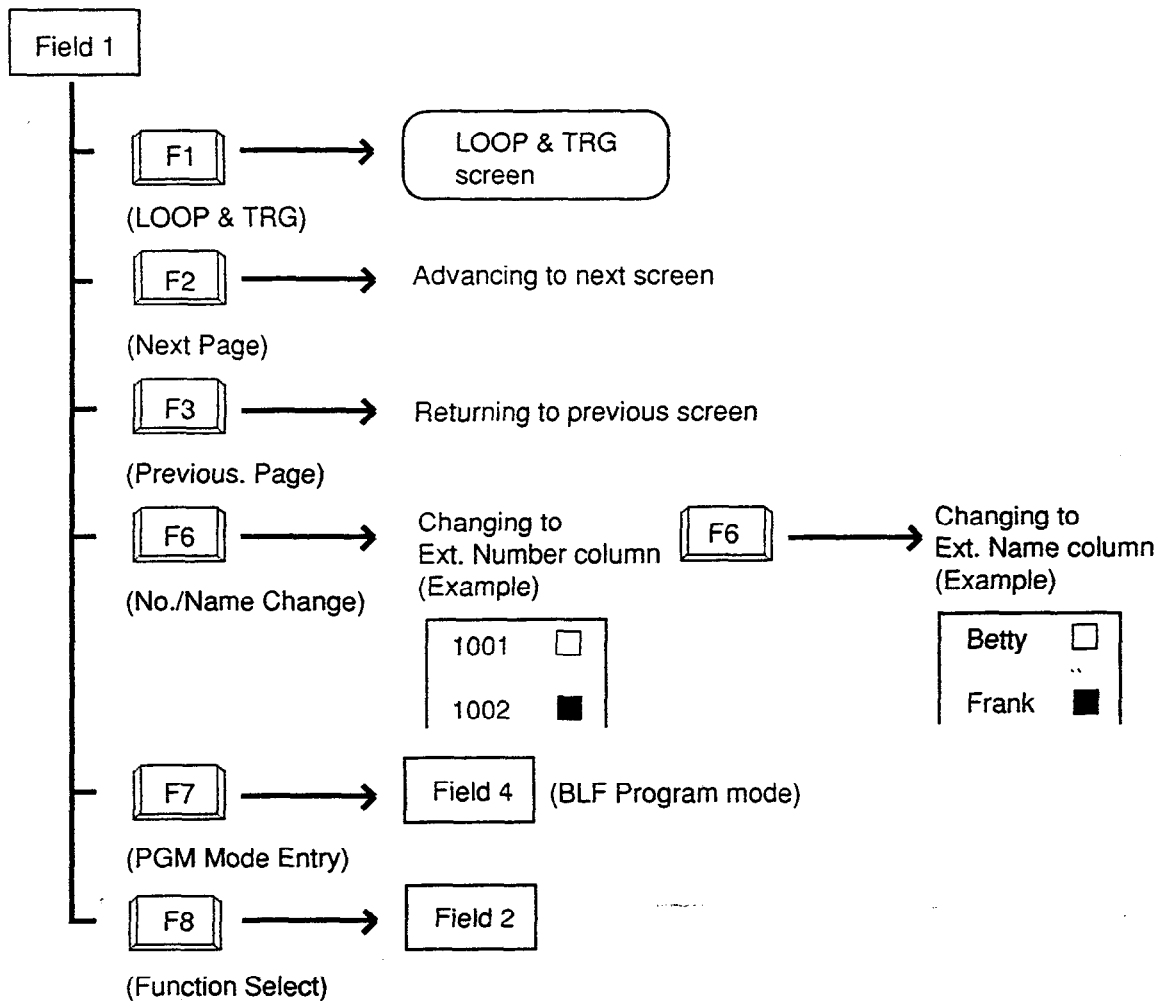 Field 1
F1
LOOP & TRG
screen
(LOOP & TRG)
F2
Advancing to next screen
(Next Page)
F3
Returning to previous screen
(Previous. Page)
F6
Changing to
Ext. Number column
(Example)
F6
Changing to
Ext. Name column
(Example)
(No./Name Change)
1001
1002
Betty
Frank
F7
Field 4
(BLF Program mode)
(PGM Mode Entry)
F8
Field 2
(Function Select)